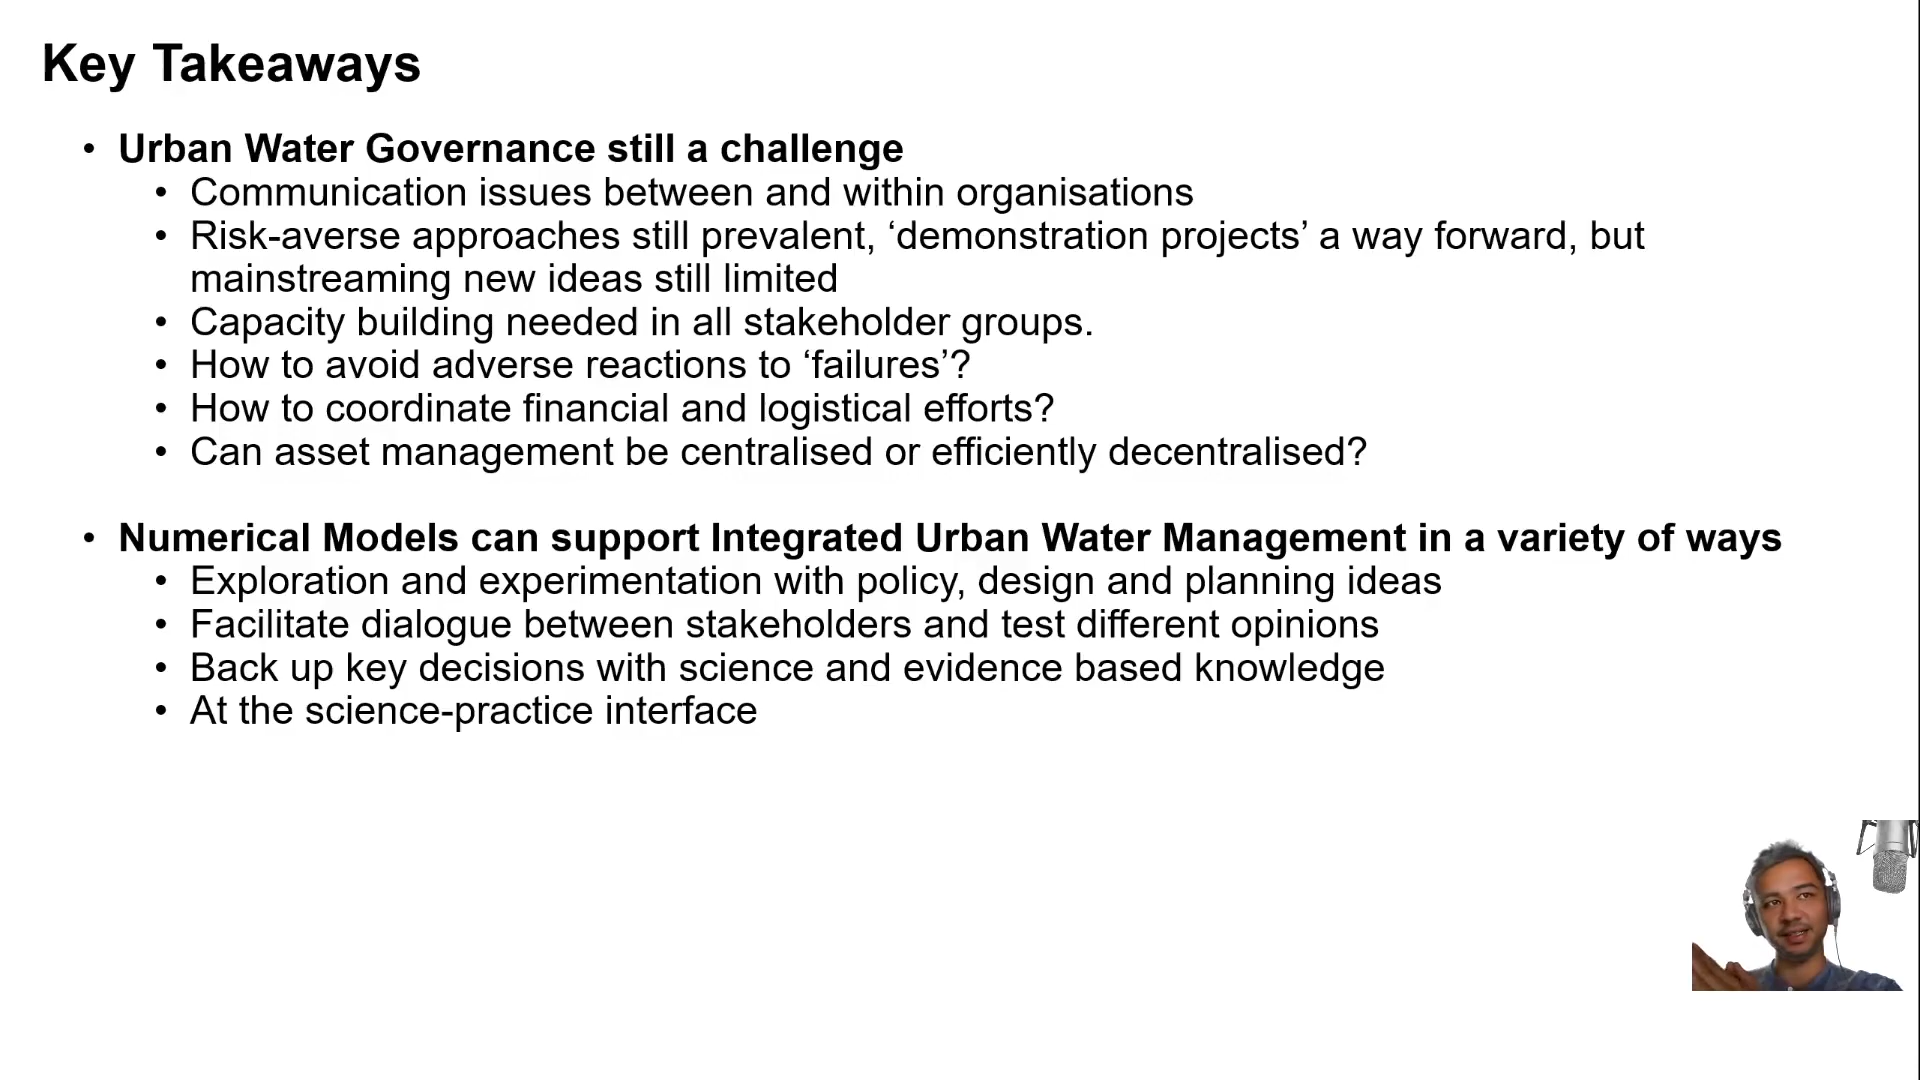 Key Takeaways
• Urban Water Governance still a challenge
• Communication issues between and within organisations
• Risk-averse approaches still prevalent, ‘demonstration projects’ a way forward, but
mainstreaming new ideas still limited
• Capacity building needed in all stakeholder groups.
• How to avoid adverse reactions to ‘failures’?
• How to coordinate financial and logistical efforts?
• Can asset management be centralised or efficiently decentralised?
• Numerical Models can support Integrated Urban Water Management in a variety of ways
• Exploration and experimentation with policy, design and planning ideas
• Facilitate dialogue between stakeholders and test different opinions
• Back up key decisions with science and evidence based knowledge
• At the science-practice interface